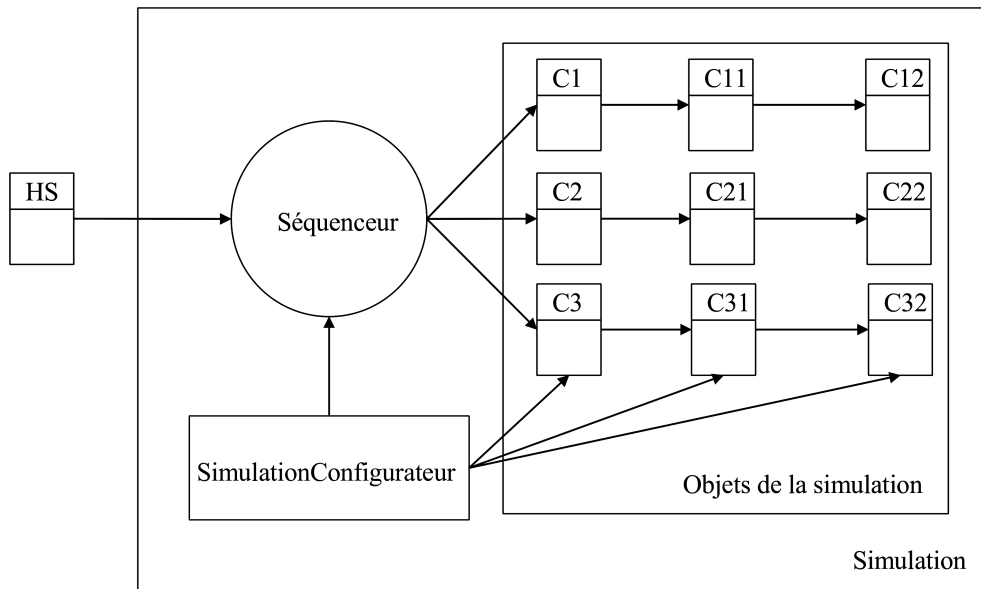 C1
C11
C12
HS
Séquenceur
C2
C21
C22
C3
C31
C32
SimulationConfigurateur
Objets de la simulation
Simulation